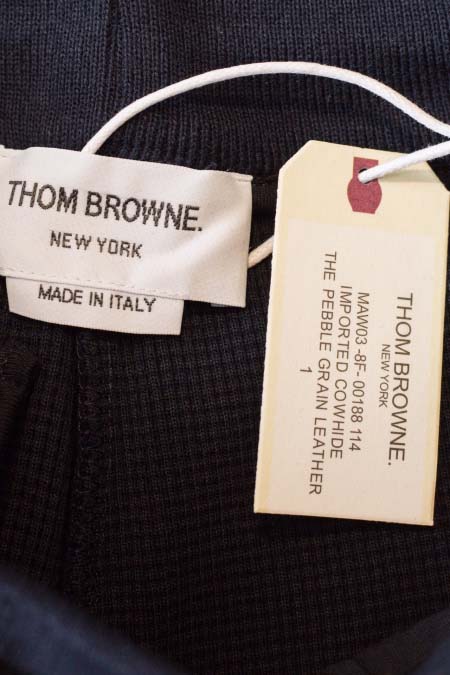 THOM BROWNE.
NEW YORK
MADE IN ITALY
THOM BROWNE.
NEW YORK
MAW03 -8F- 00188 114
IMPORTED COWHIDE
THE PEBBLE GRAIN LEATHER
1